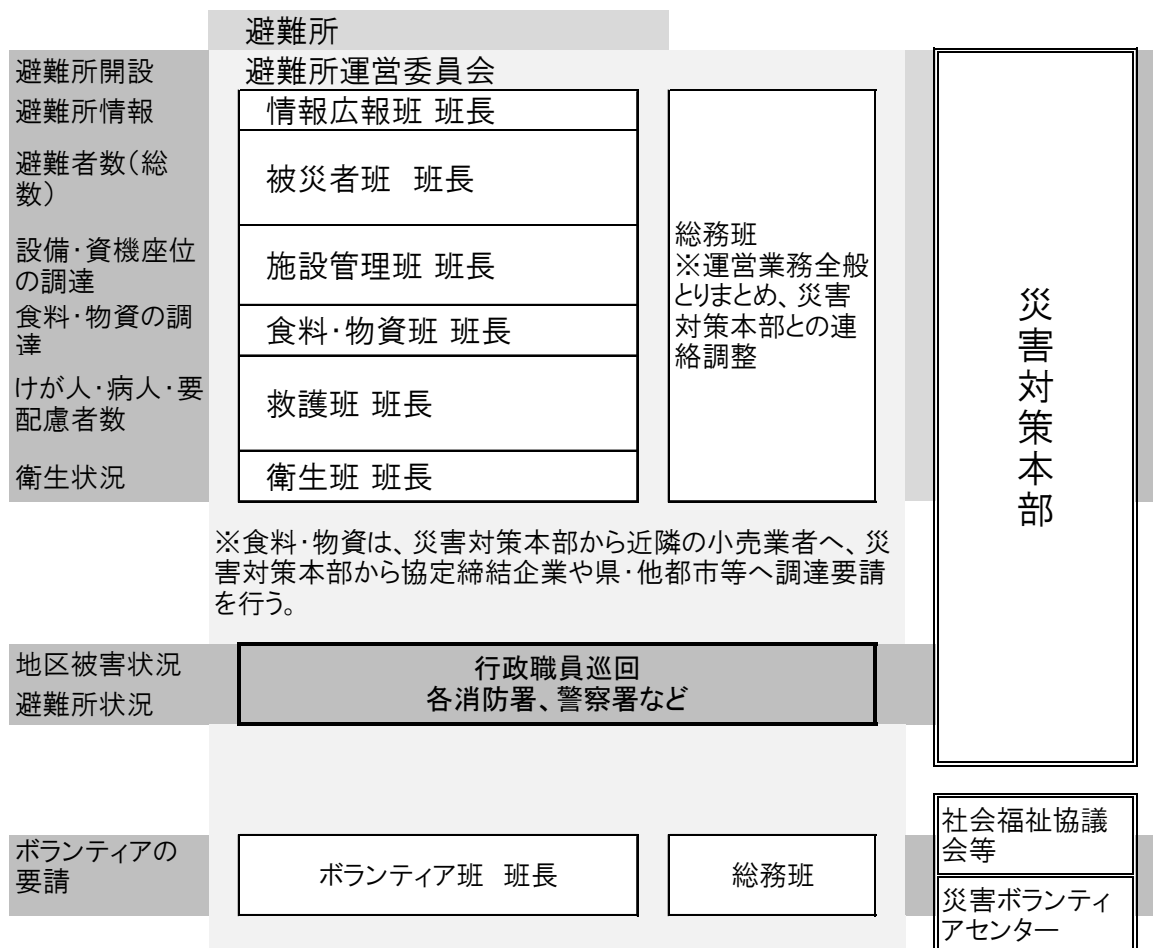 避難所
避難所開設
避難所運営委員会
避難所情報
情報広報班 班長
避難者数（総
数）
被災者班　班長
設備・資機座位
の調達
施設管理班 班長
食料・物資の調
達
食料・物資班 班長
けが人・病人・要
配慮者数
救護班 班長
衛生状況
衛生班 班長
総務班
※運営業務全般
とりまとめ、災害
対策本部との連
絡調整
災害対策本部
※食料・物資は、災害対策本部から近隣の小売業者へ、災
害対策本部から協定締結企業や県・他都市等へ調達要請
を行う。
地区被害状況
避難所状況
行政職員巡回
各消防署、警察署など
ボランティアの
要請
ボランティア班　班長
総務班
社会福祉協議
会等
災害ボランティ
アセンター